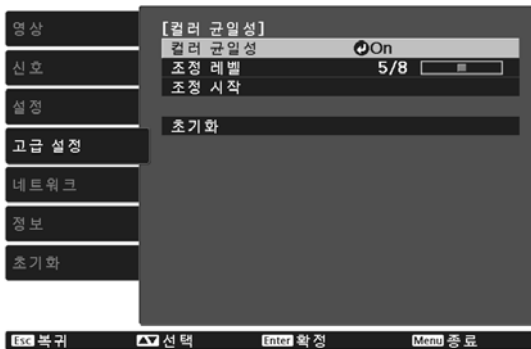 영상
신호
설정
고급 설정
네트워크
정보
초기화
[컬러 균일성]
컬러 균일성 On
조정 레벨 5/8
조정 시작
초기화
Esc 복귀 선택 Enter 확정 Menu 종료